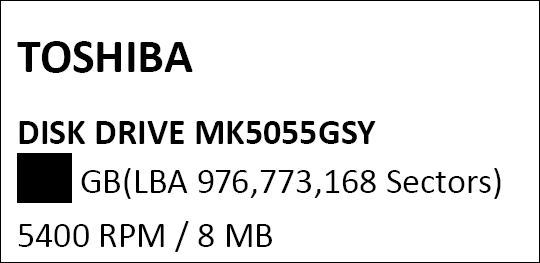 TOSHIBA
DISK DRIVE MK5055GSY
GB(LBA 976,773,168 Sectors)
5400 RPM / 8 MB